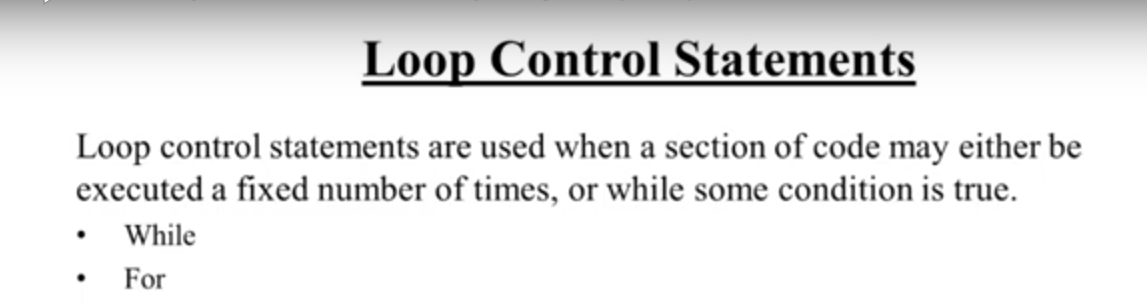 Loop Control Statements
Loop control statements are used when a section of code may either be
executed a fixed number of times, or while some condition is true.
• While
• For